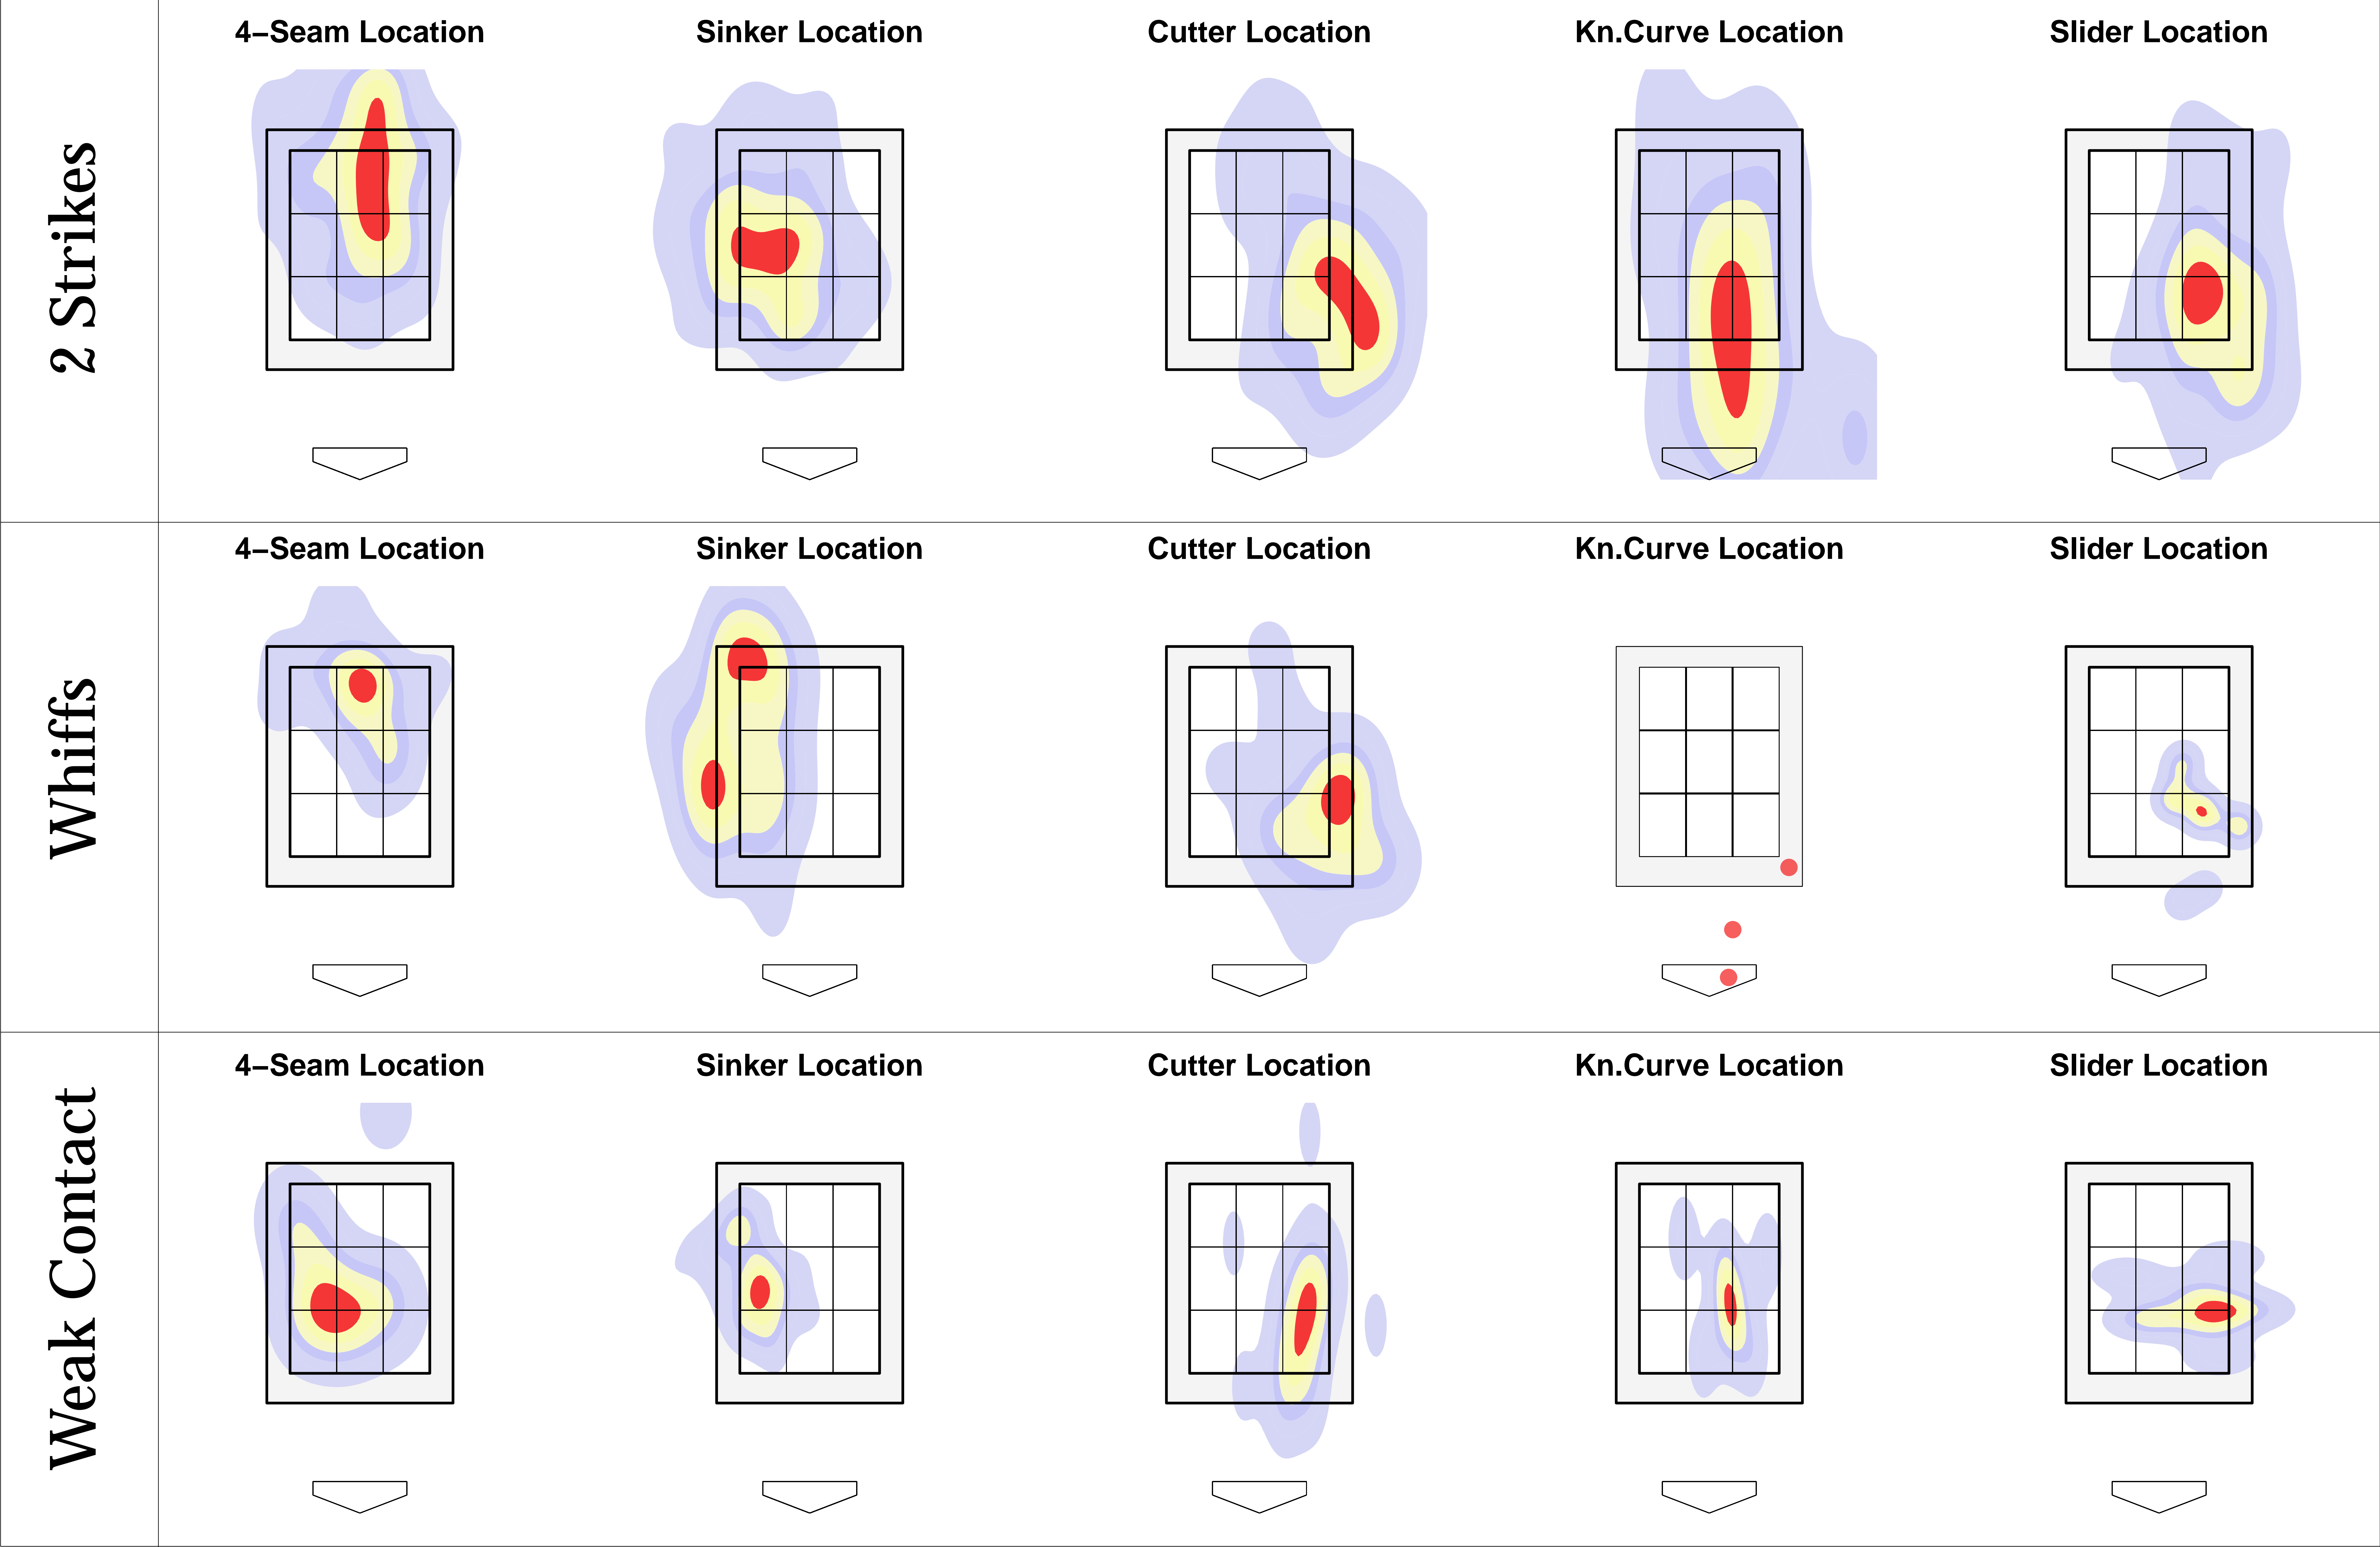 2 Strikes
4–Seam Location
Sinker Location
Cutter Location
Kn.Curve Location
Slider Location
Whiffs
4–Seam Location
Sinker Location
Cutter Location
Kn.Curve Location
Slider Location
Weak Contact
4–Seam Location
Sinker Location
Cutter Location
Kn.Curve Location
Slider Location